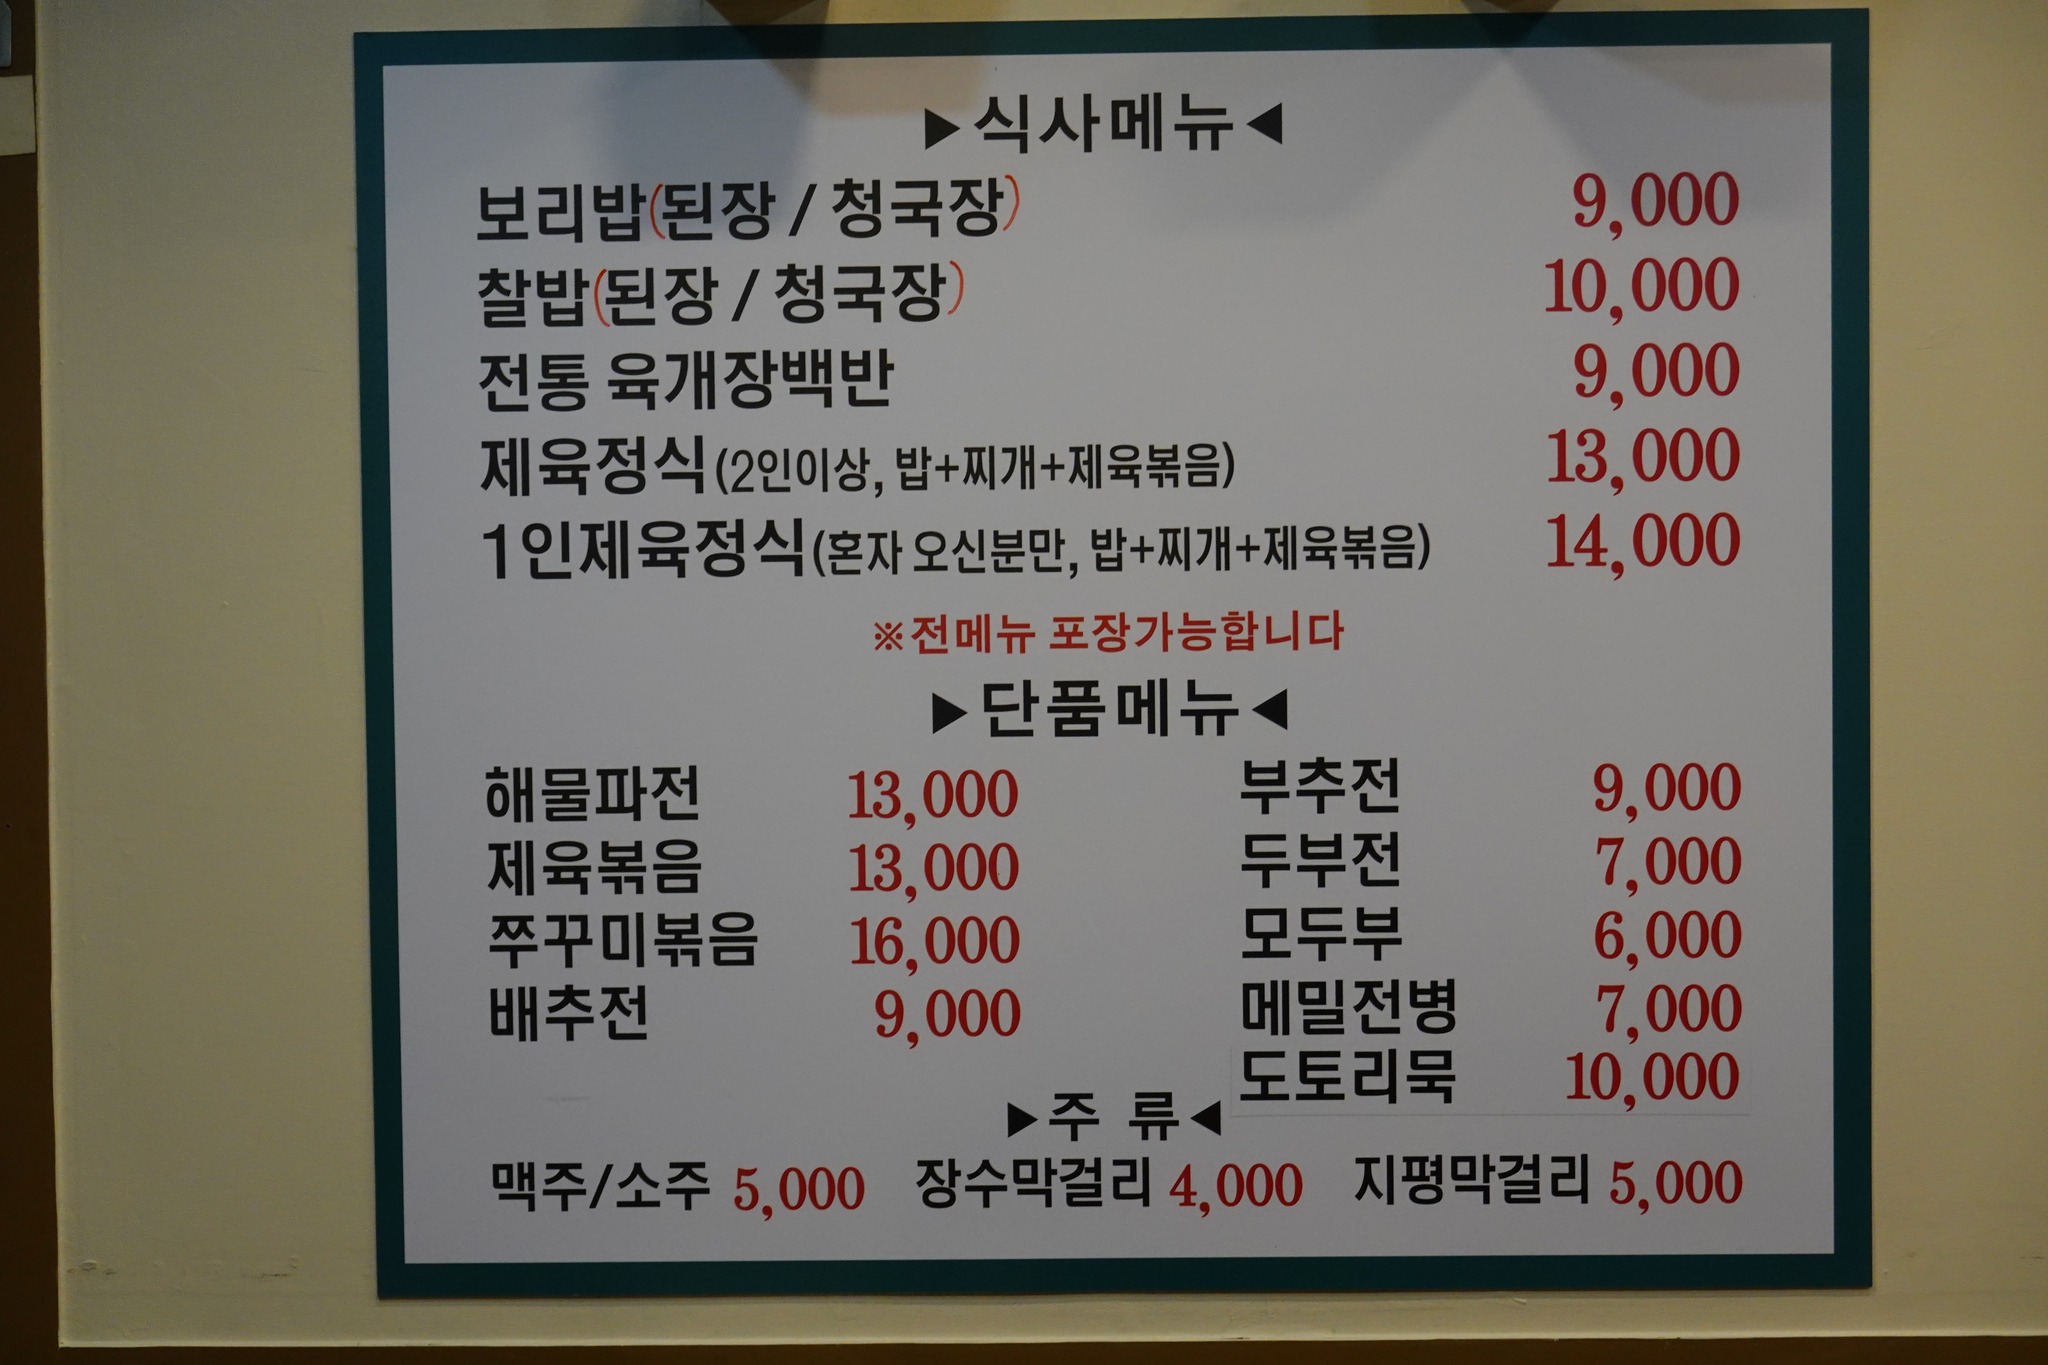 ▶식사메뉴◀
보리밥(된장 / 청국장) 9,000
찰밥(된장 / 청국장) 10,000
전통 육개장백반 9,000
제육정식(2인이상, 밥+찌개+제육볶음) 13,000
1인제육정식(혼자 오신분만, 밥+찌개+제육볶음) 14,000
※전메뉴 포장가능합니다
▶단품메뉴◀
해물파전 13,000 부추전 9,000
제육볶음 13,000 두부전 7,000
쭈꾸미볶음 16,000 모두부 6,000
배추전 9,000 메밀전병 7,000
도토리묵 10,000
▶주 류◀
맥주/소주 5,000 장수막걸리 4,000 지평막걸리 5,000